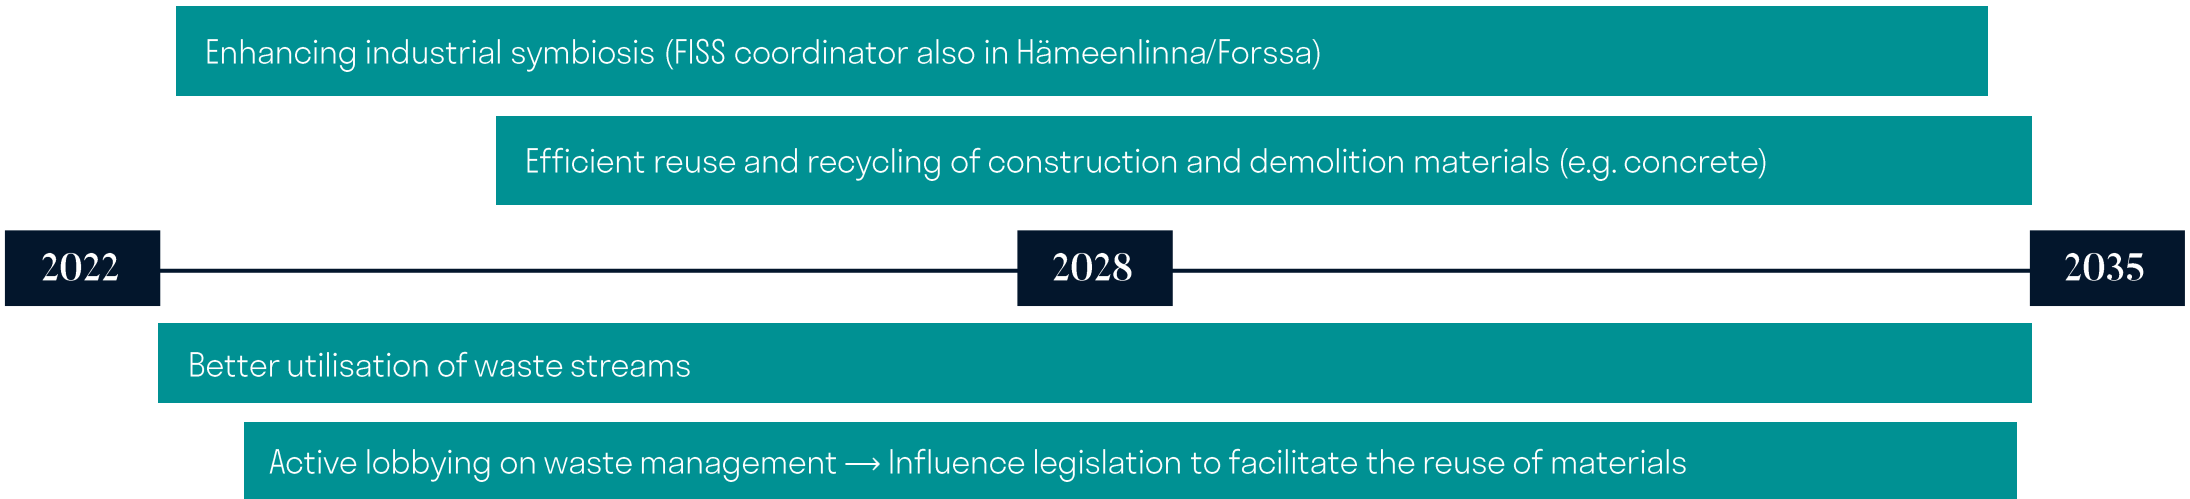 Enhancing industrial symbiosis (FISS coordinator also in Hämeenlinna/Forssa)
Efficient reuse and recycling of construction and demolition materials (e.g. concrete)
2022
2028
2035
Better utilisation of waste streams
Active lobbying on waste management → Influence legislation to facilitate the reuse of materials